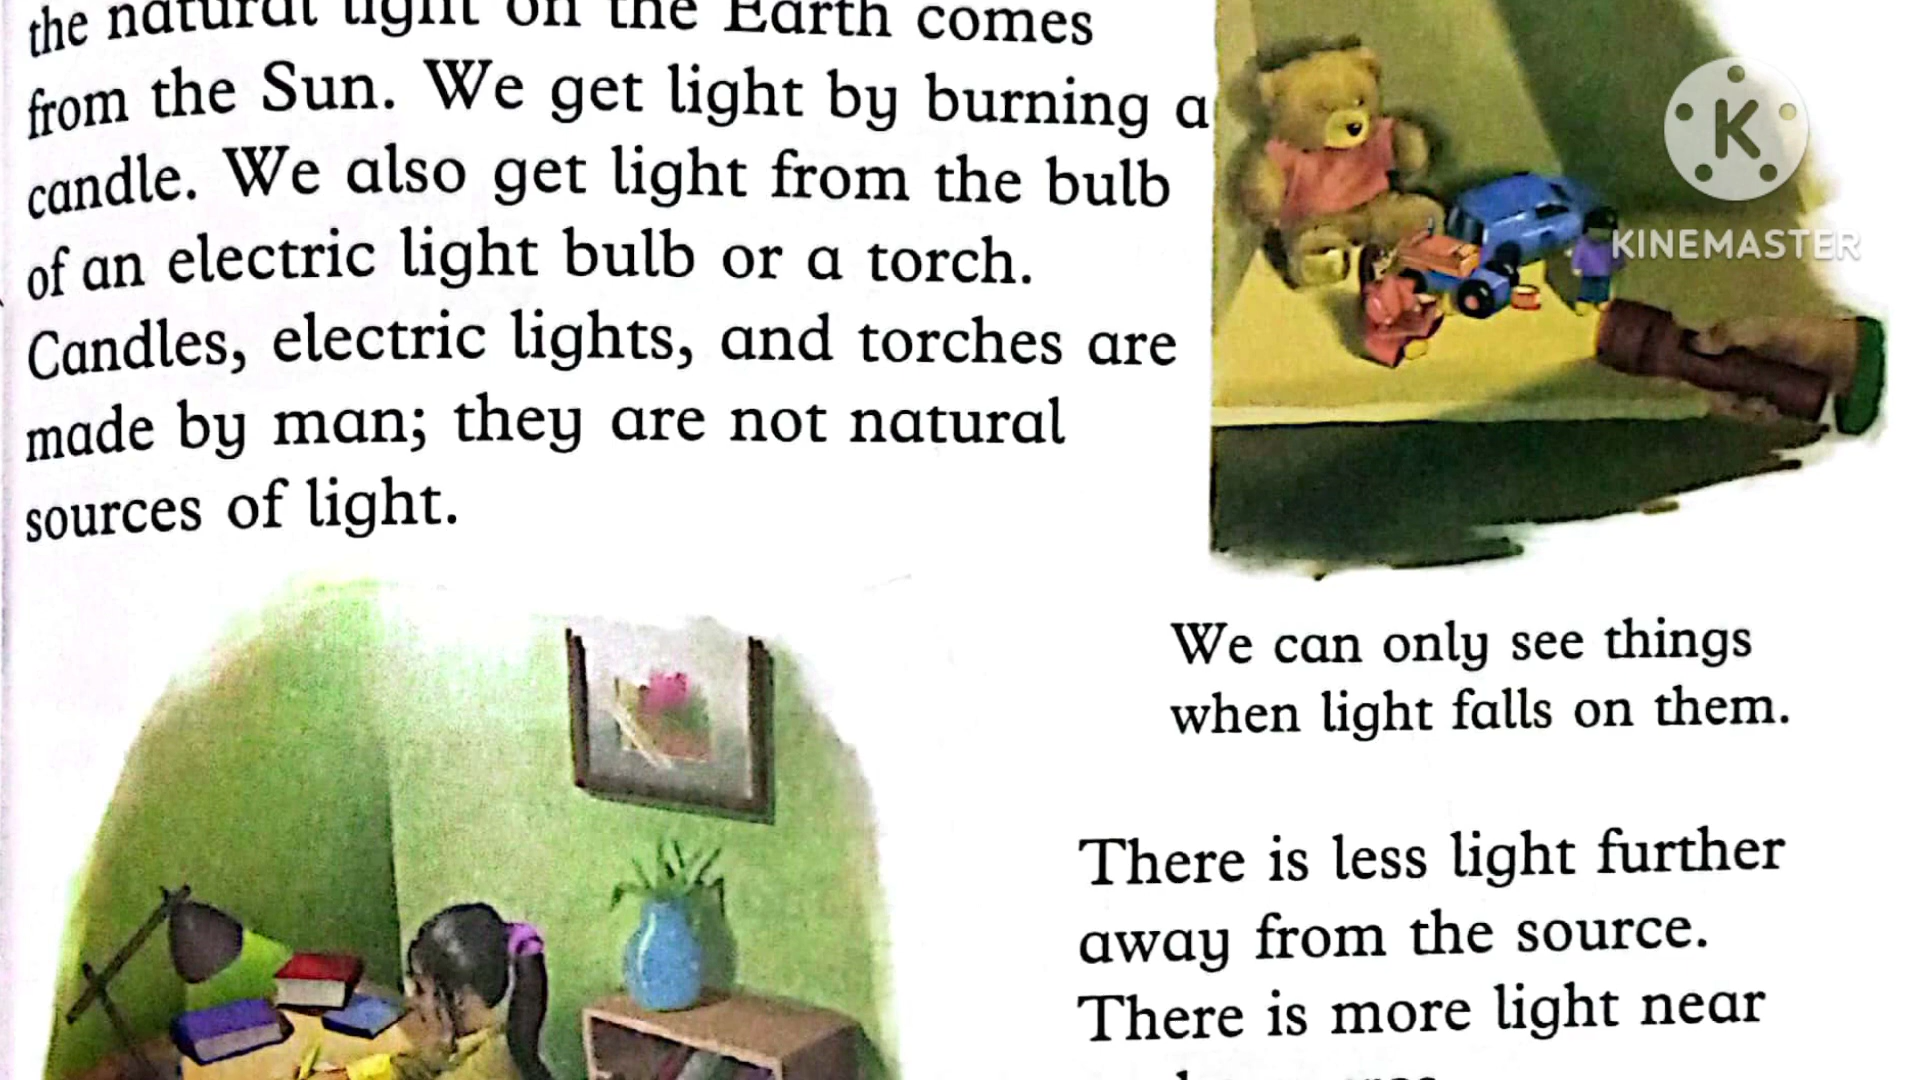 the natural light on the Earth comes
from the Sun. We get light by burning a
candle. We also get light from the bulb
of an electric light bulb or a torch.
Candles, electric lights, and torches are
made by man; they are not natural
sources of light.
K
KINEMASTER
We can only see things
when light falls on them.
There is less light further
away from the source.
There is more light near